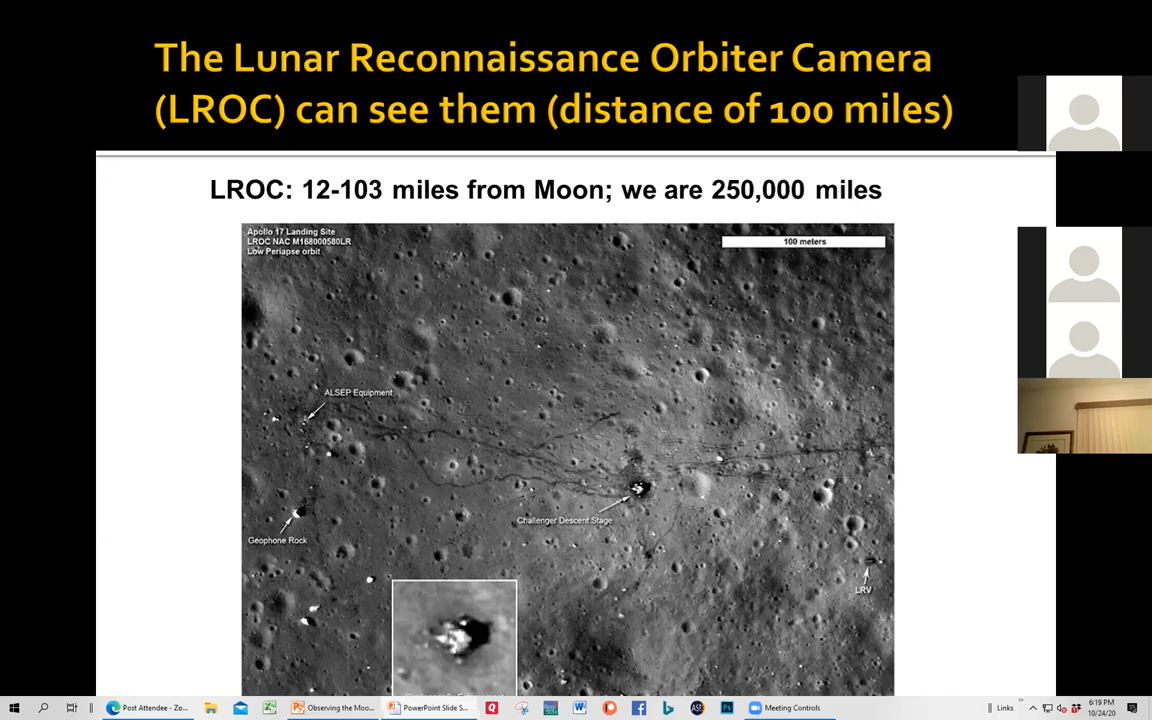 The Lunar Reconnaissance Orbiter Camera
(LROC) can see them (distance of 100 miles)
LROC: 12-103 miles from Moon; we are 250,000 miles
Apollo 17 Landing Site
LROC NAC M168000580LR
Low Periapse orbit
100 meters
ALSEP Equipment
Challenger Descent Stage
Geophone Rock
LRV
Post Attendee - Zo...
Observing the Moo...
PowerPoint Slide S...
Meeting Controls
Links
6:19 PM
10/24/20